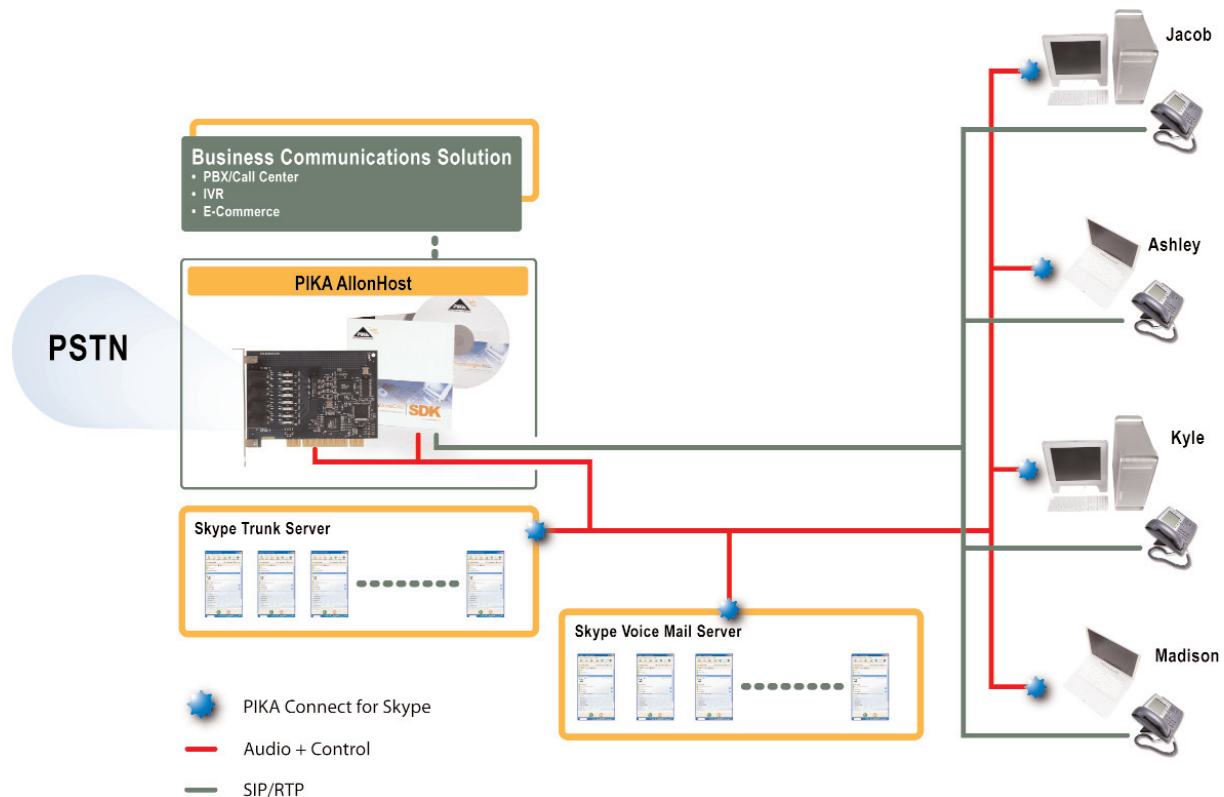 Jacob
Business Communications Solution
• PBX/Call Center
• IVR
• E-Commerce
Ashley
PIKA AllonHost
PSTN
SDK
Kyle
Skype Trunk Server
Skype Voice Mail Server
Madison
PIKA Connect for Skype
Audio + Control
SIP/RTP